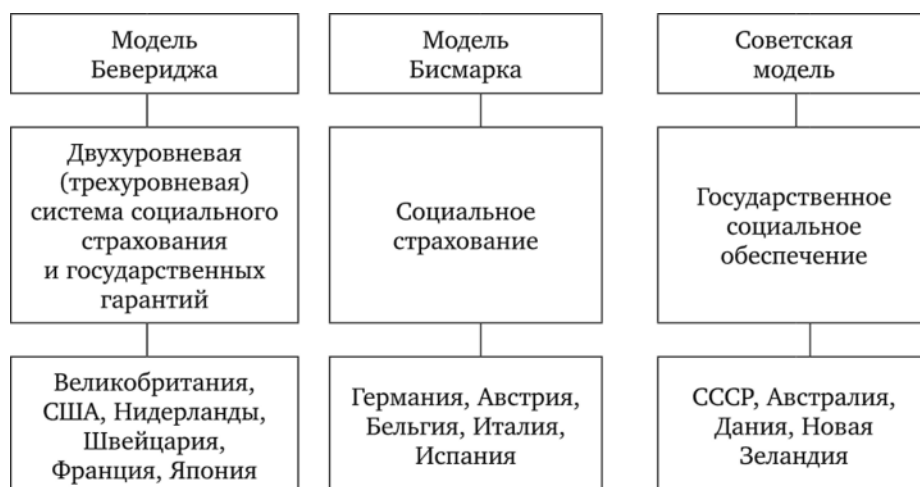 Модель
Бевериджа
Модель
Бисмарка
Советская
модель
Двухуровневая
(трехуровневая)
система социального
страхования
и государственных
гарантий
Социальное
страхование
Государственное
социальное
обеспечение
Великобритания,
США, Нидерланды,
Швейцария,
Франция, Япония
Германия, Австрия,
Бельгия, Италия,
Испания
СССР, Австралия,
Дания, Новая
Зеландия